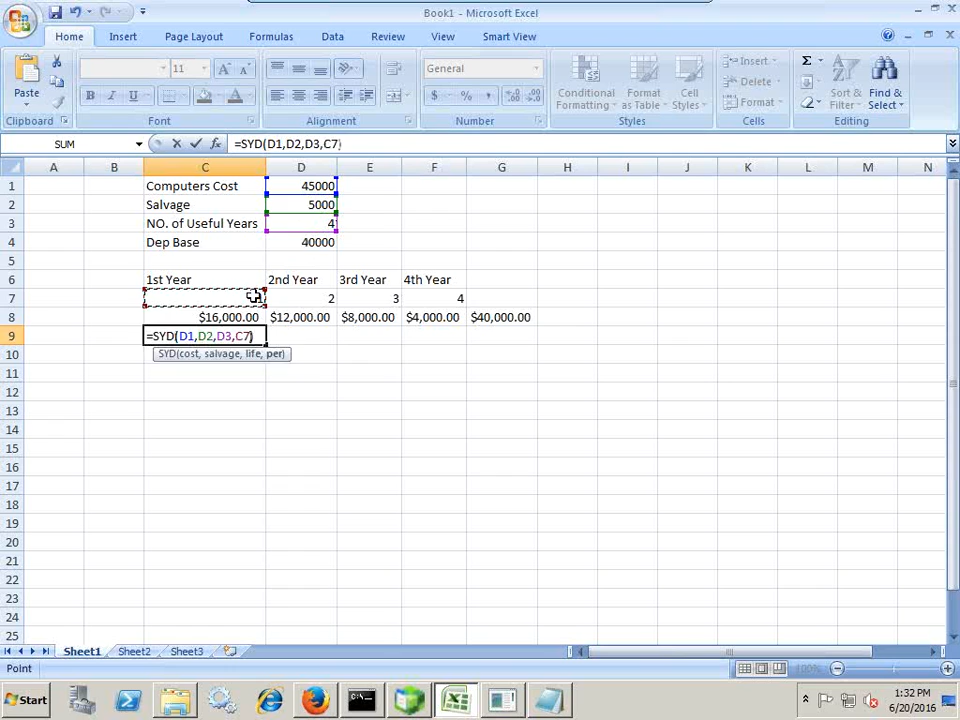 Book1 - Microsoft Excel
Home Insert Page Layout Formulas Data Review View Smart View
Paste
11 A A
B I U A
General
$ % ,
Conditional Formatting Format as Table Cell Styles
Insert
Delete
Format
Σ
Sort & Filter Find & Select
Clipboard Font Alignment Number Styles Cells Editing
SUM fx =SYD(D1,D2,D3,C7)
A B C D E F G H I J K L M N
1 Computers Cost 45000
2 Salvage 5000
3 NO. of Useful Years 4
4 Dep Base 40000
5
6 1st Year 2nd Year 3rd Year 4th Year
7 1 2 3 4
8 $16,000.00 $12,000.00 $8,000.00 $4,000.00 $40,000.00
9 =SYD(D1,D2,D3,C7)
10 SYD(cost, salvage, life, per)
11
12
13
14
15
16
17
18
19
20
21
22
23
24
25
Sheet1 Sheet2 Sheet3
Point 100%
Start 1:32 PM
6/20/2016